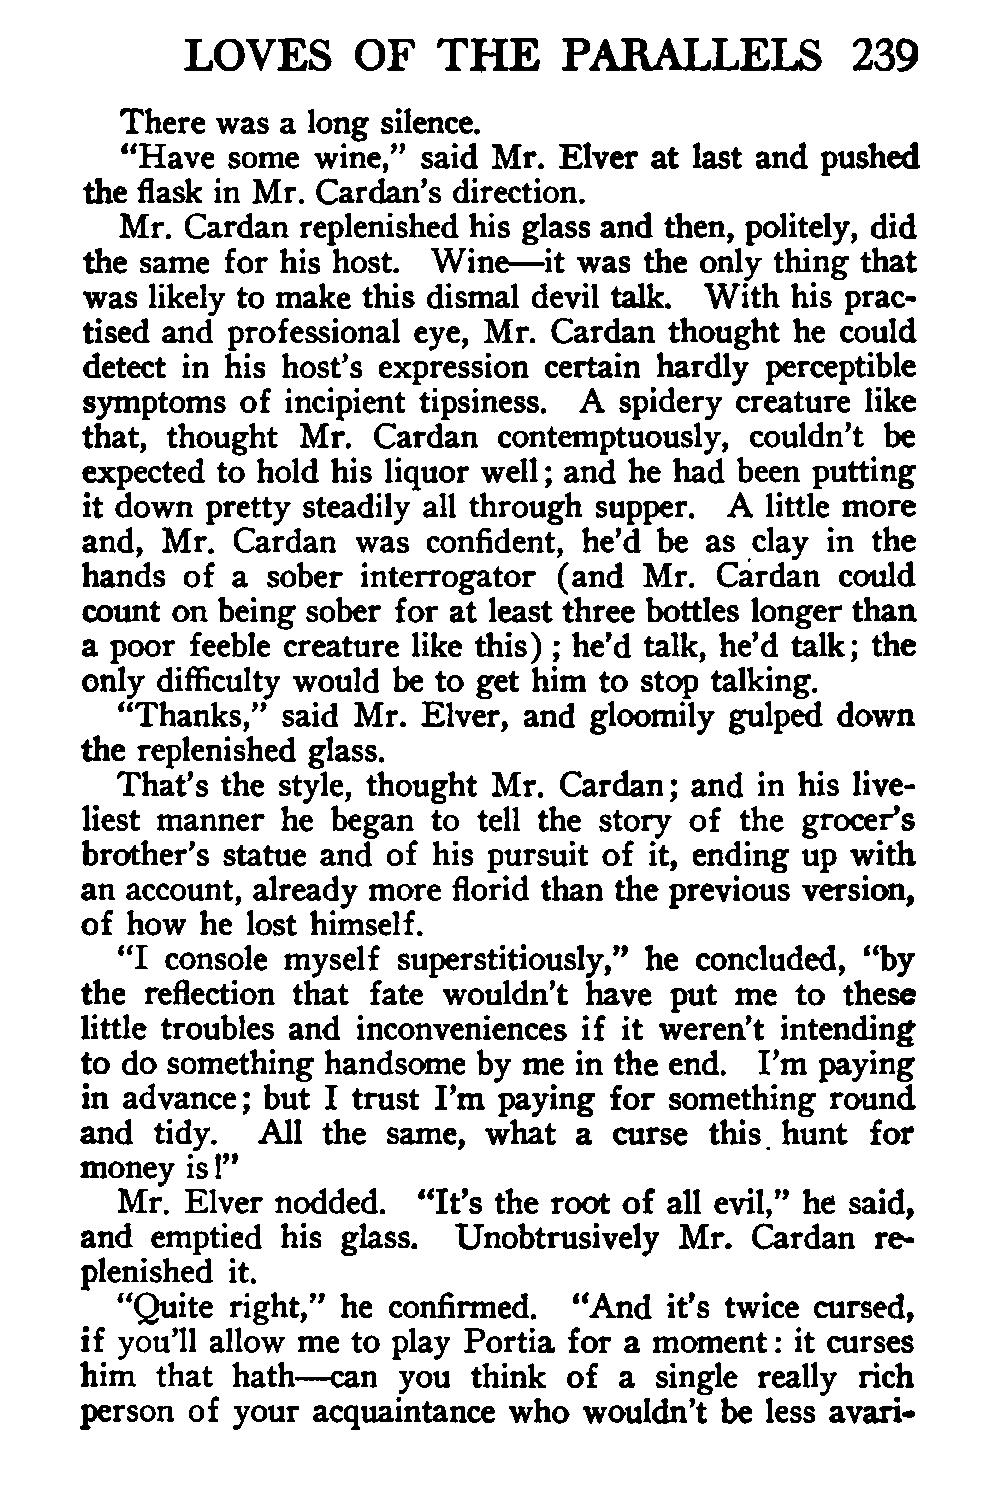 LOVES OF THE PARALLELS 239
There was a long silence.
“Have some wine,” said Mr. Elver at last and pushed
the flask in Mr. Cardan’s direction.
Mr. Cardan replenished his glass and then, politely, did
the same for his host. Wine—it was the only thing that
was likely to make this dismal devil talk. With his prac-
tised and professional eye, Mr. Cardan thought he could
detect in his host’s expression certain hardly perceptible
symptoms of incipient tipsiness. A spidery creature like
that, thought Mr. Cardan contemptuously, couldn’t be
expected to hold his liquor well; and he had been putting
it down pretty steadily all through supper. A little more
and, Mr. Cardan was confident, he’d be as clay in the
hands of a sober interrogator (and Mr. Cardan could
count on being sober for at least three bottles longer than
a poor feeble creature like this); he’d talk, he’d talk; the
only difficulty would be to get him to stop talking.
“Thanks,” said Mr. Elver, and gloomily gulped down
the replenished glass.
That’s the style, thought Mr. Cardan; and in his live-
liest manner he began to tell the story of the grocer’s
brother’s statue and of his pursuit of it, ending up with
an account, already more florid than the previous version,
of how he lost himself.
“I console myself superstitiously,” he concluded, “by
the reflection that fate wouldn’t have put me to these
little troubles and inconveniences if it weren’t intending
to do something handsome by me in the end. I’m paying
in advance; but I trust I’m paying for something round
and tidy. All the same, what a curse this hunt for
money is!”
Mr. Elver nodded. “It’s the root of all evil,” he said,
and emptied his glass. Unobtrusively Mr. Cardan re-
plenished it.
“Quite right,” he confirmed. “And it’s twice cursed,
if you’ll allow me to play Portia for a moment: it curses
him that hath—can you think of a single really rich
person of your acquaintance who wouldn’t be less avari-